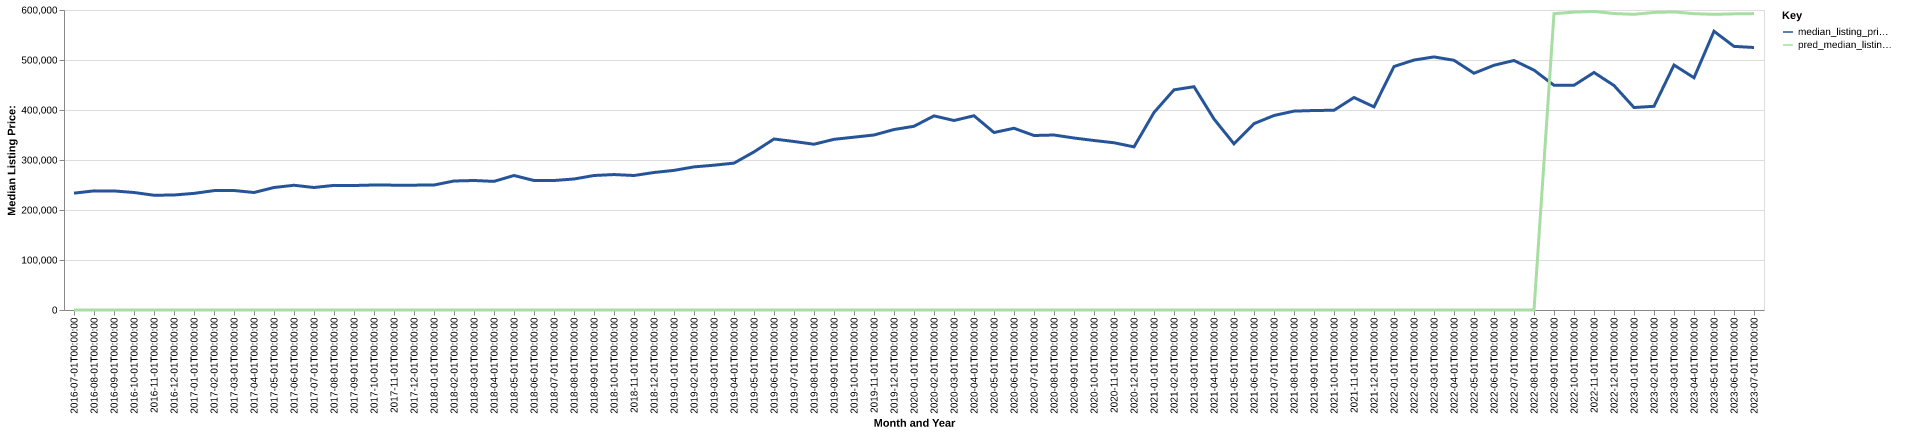 600,000
500,000
400,000
300,000
200,000
100,000
0
Median Listing Price:
2016-07-01T00:00:00
2016-08-01T00:00:00
2016-09-01T00:00:00
2016-10-01T00:00:00
2016-11-01T00:00:00
2016-12-01T00:00:00
2017-01-01T00:00:00
2017-02-01T00:00:00
2017-03-01T00:00:00
2017-04-01T00:00:00
2017-05-01T00:00:00
2017-06-01T00:00:00
2017-07-01T00:00:00
2017-08-01T00:00:00
2017-09-01T00:00:00
2017-10-01T00:00:00
2017-11-01T00:00:00
2017-12-01T00:00:00
2018-01-01T00:00:00
2018-02-01T00:00:00
2018-03-01T00:00:00
2018-04-01T00:00:00
2018-05-01T00:00:00
2018-06-01T00:00:00
2018-07-01T00:00:00
2018-08-01T00:00:00
2018-09-01T00:00:00
2018-10-01T00:00:00
2018-11-01T00:00:00
2018-12-01T00:00:00
2019-01-01T00:00:00
2019-02-01T00:00:00
2019-03-01T00:00:00
2019-04-01T00:00:00
2019-05-01T00:00:00
2019-06-01T00:00:00
2019-07-01T00:00:00
2019-08-01T00:00:00
2019-09-01T00:00:00
2019-10-01T00:00:00
2019-11-01T00:00:00
2019-12-01T00:00:00
2020-01-01T00:00:00
2020-02-01T00:00:00
2020-03-01T00:00:00
2020-04-01T00:00:00
2020-05-01T00:00:00
2020-06-01T00:00:00
2020-07-01T00:00:00
2020-08-01T00:00:00
2020-09-01T00:00:00
2020-10-01T00:00:00
2020-11-01T00:00:00
2020-12-01T00:00:00
2021-01-01T00:00:00
2021-02-01T00:00:00
2021-03-01T00:00:00
2021-04-01T00:00:00
2021-05-01T00:00:00
2021-06-01T00:00:00
2021-07-01T00:00:00
2021-08-01T00:00:00
2021-09-01T00:00:00
2021-10-01T00:00:00
2021-11-01T00:00:00
2021-12-01T00:00:00
2022-01-01T00:00:00
2022-02-01T00:00:00
2022-03-01T00:00:00
2022-04-01T00:00:00
2022-05-01T00:00:00
2022-06-01T00:00:00
2022-07-01T00:00:00
2022-08-01T00:00:00
2022-09-01T00:00:00
2022-10-01T00:00:00
2022-11-01T00:00:00
2022-12-01T00:00:00
2023-01-01T00:00:00
2023-02-01T00:00:00
2023-03-01T00:00:00
2023-04-01T00:00:00
2023-05-01T00:00:00
2023-06-01T00:00:00
2023-07-01T00:00:00
Month and Year
Key
median_listing_pri…
pred_median_listin…